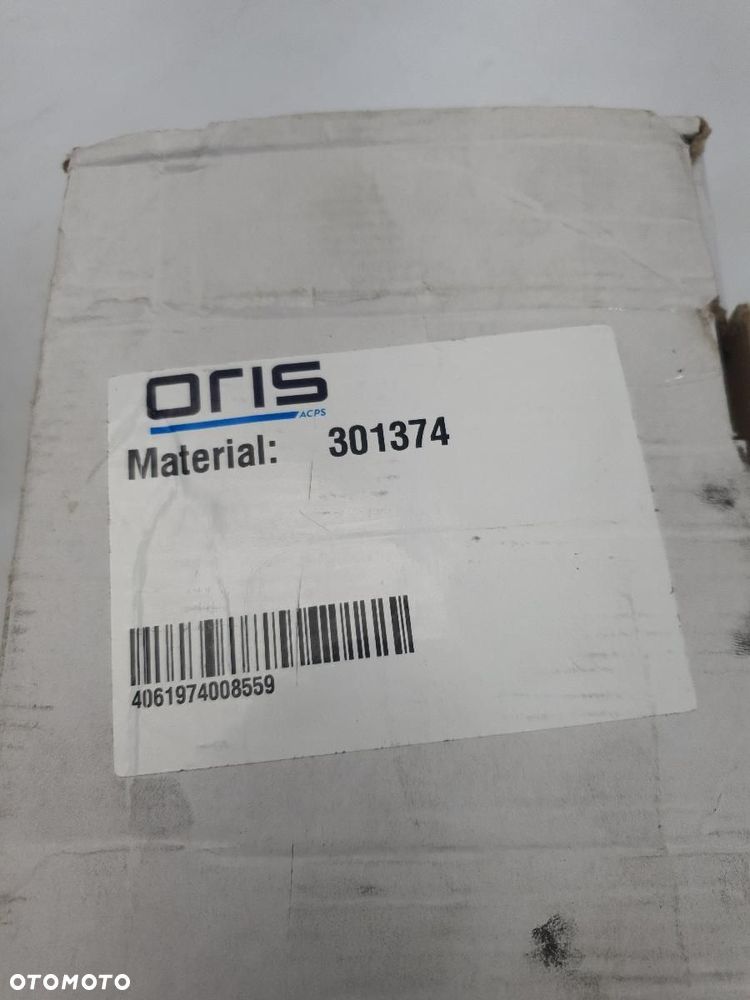 oris
ACPS
Material: 301374
4061974008559
OTOMOTO